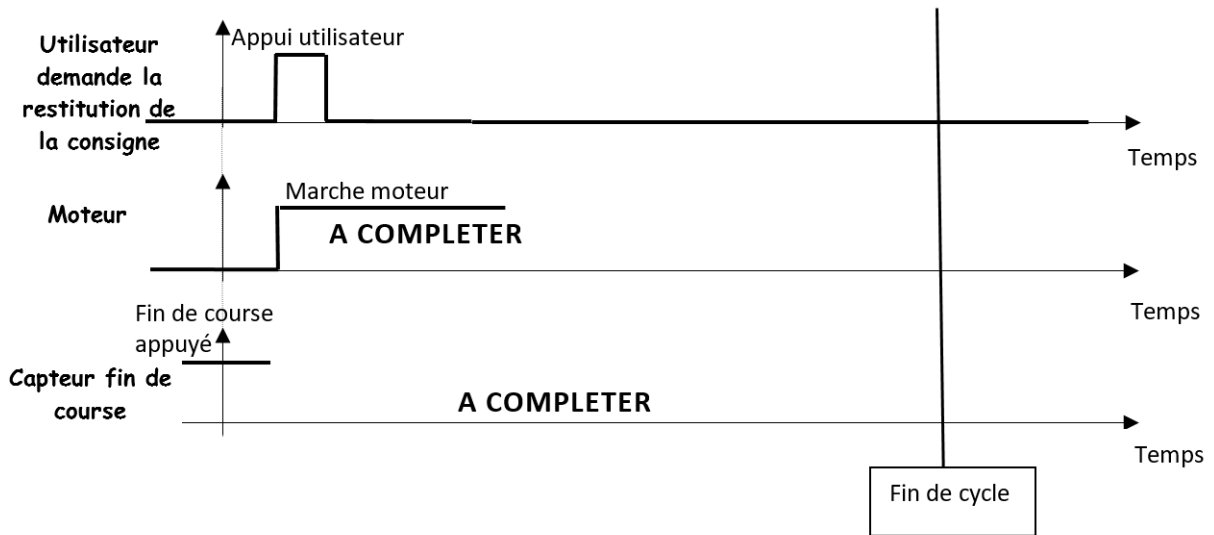 Utilisateur
demande la
restitution de
la consigne
Appui utilisateur
Temps
Moteur
Marche moteur
A COMPLETER
Temps
Fin de course
appuyé
Capteur fin de
course
A COMPLETER
Temps
Fin de cycle